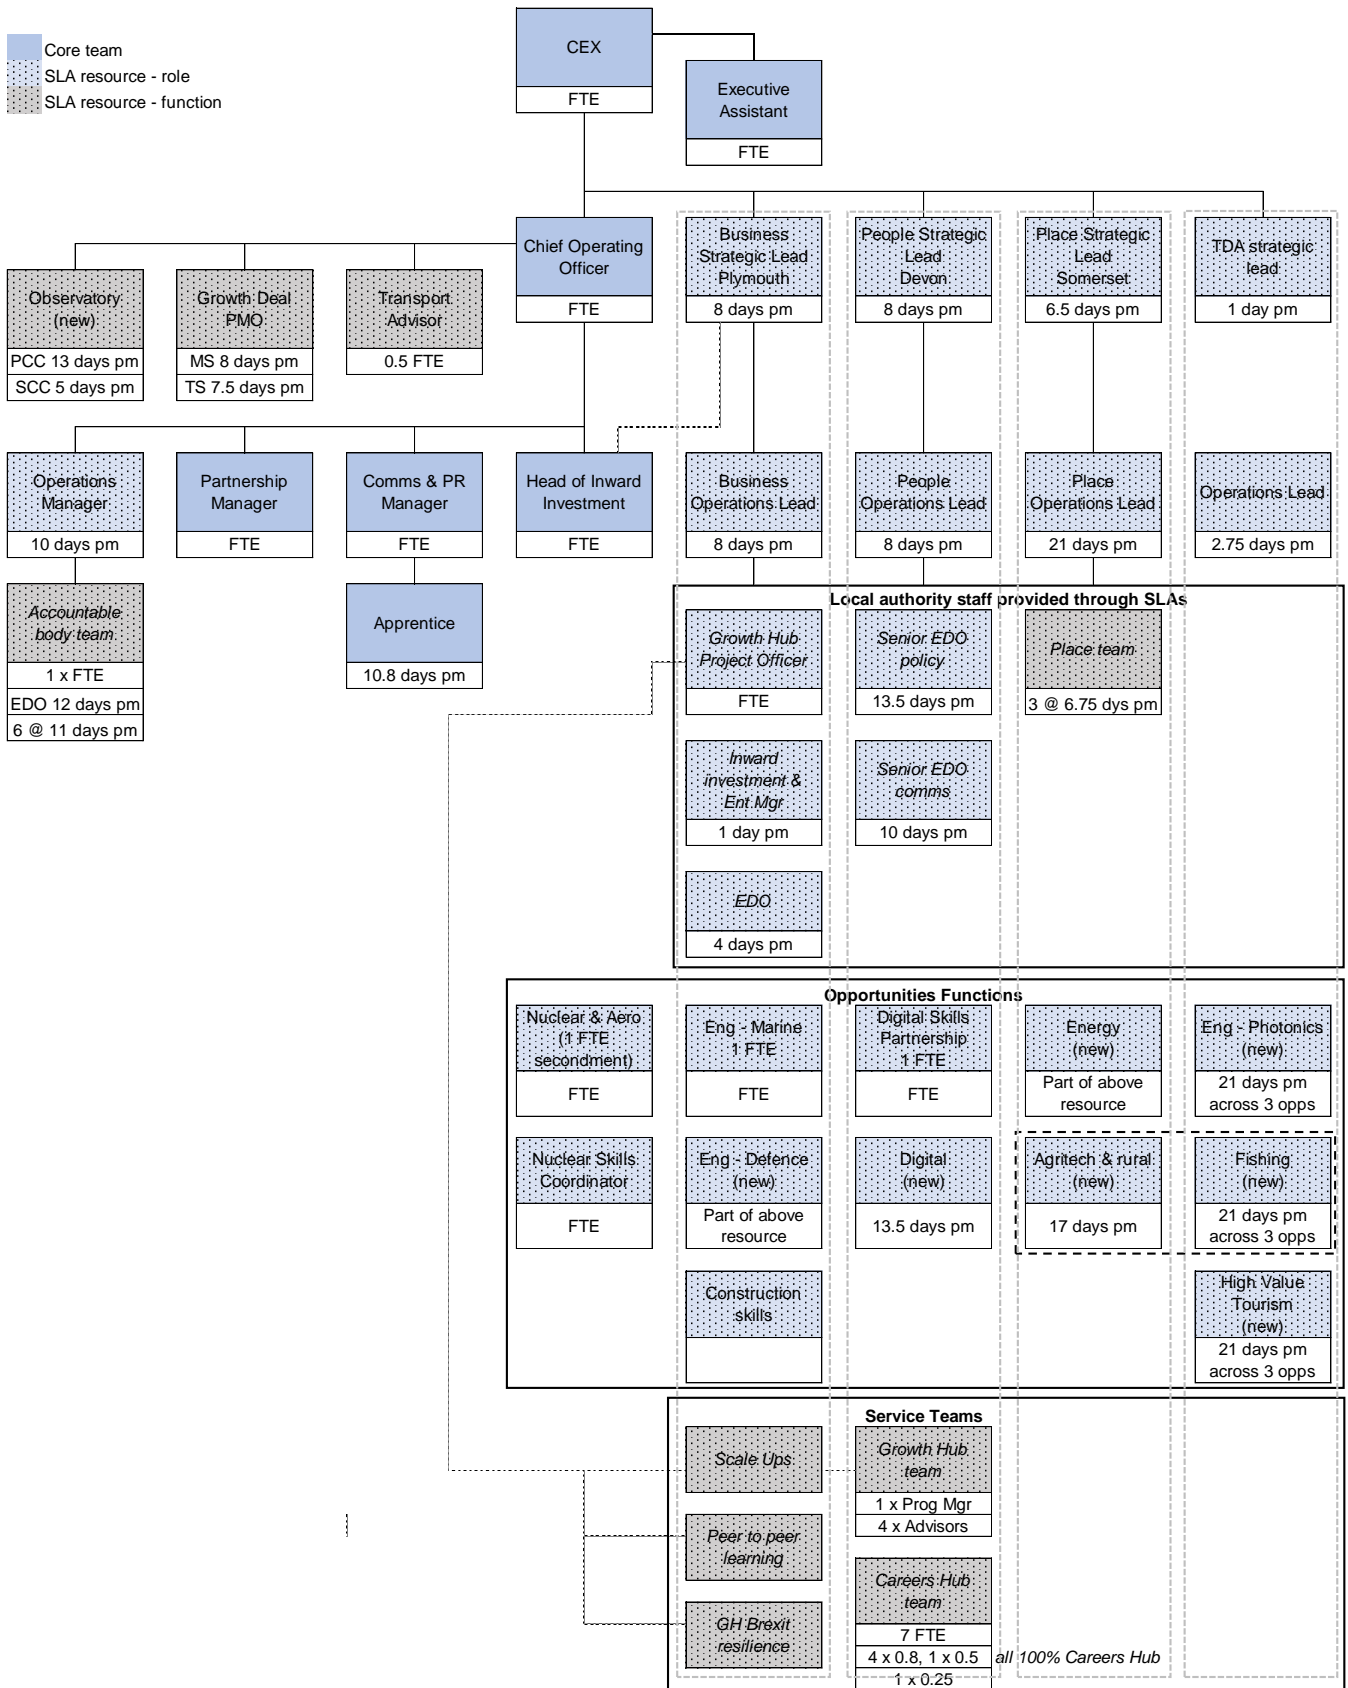 Core team
SLA resource - role
SLA resource - function
CEX
FTE
Executive
Assistant
FTE
Chief Operating
Officer
FTE
Business
Strategic Lead
Plymouth
8 days pm
People Strategic
Lead
Devon
8 days pm
Place Strategic
Lead
Somerset
6.5 days pm
TDA strategic
lead
1 day pm
Observatory
(new)
PCC 13 days pm
SCC 5 days pm
Growth Deal
PMO
MS 8 days pm
TS 7.5 days pm
Transport
Advisor
0.5 FTE
Operations
Manager
10 days pm
Partnership
Manager
FTE
Comms & PR
Manager
FTE
Head of Inward
Investment
FTE
Business
Operations Lead
8 days pm
People
Operations Lead
8 days pm
Place
Operations Lead
21 days pm
Operations Lead
2.75 days pm
Accountable
body team
1 x FTE
EDO 12 days pm
6 @ 11 days pm
Apprentice
10.8 days pm
Local authority staff provided through SLAs
Growth Hub
Project Officer
FTE
Senior EDO
policy
13.5 days pm
Place team
3 @ 6.75 dys pm
Inward
investment &
Ent Mgr
1 day pm
Senior EDO
comms
10 days pm
EDO
4 days pm
Opportunities Functions
Nuclear & Aero
(1 FTE
secondment)
FTE
Eng - Marine
1 FTE
FTE
Digital Skills
Partnership
1 FTE
FTE
Energy
(new)
Part of above
resource
Eng - Photonics
(new)
21 days pm
across 3 opps
Nuclear Skills
Coordinator
FTE
Eng - Defence
(new)
Part of above
resource
Digital
(new)
13.5 days pm
Agritech & rural
(new)
17 days pm
Fishing
(new)
21 days pm
across 3 opps
Construction
skills
High Value
Tourism
(new)
21 days pm
across 3 opps
Service Teams
Scale Ups
Growth Hub
team
1 x Prog Mgr
4 x Advisors
Peer to peer
learning
Careers Hub
team
7 FTE
4 x 0.8, 1 x 0.5
1 x 0.25
all 100% Careers Hub
GH Brexit
resilience